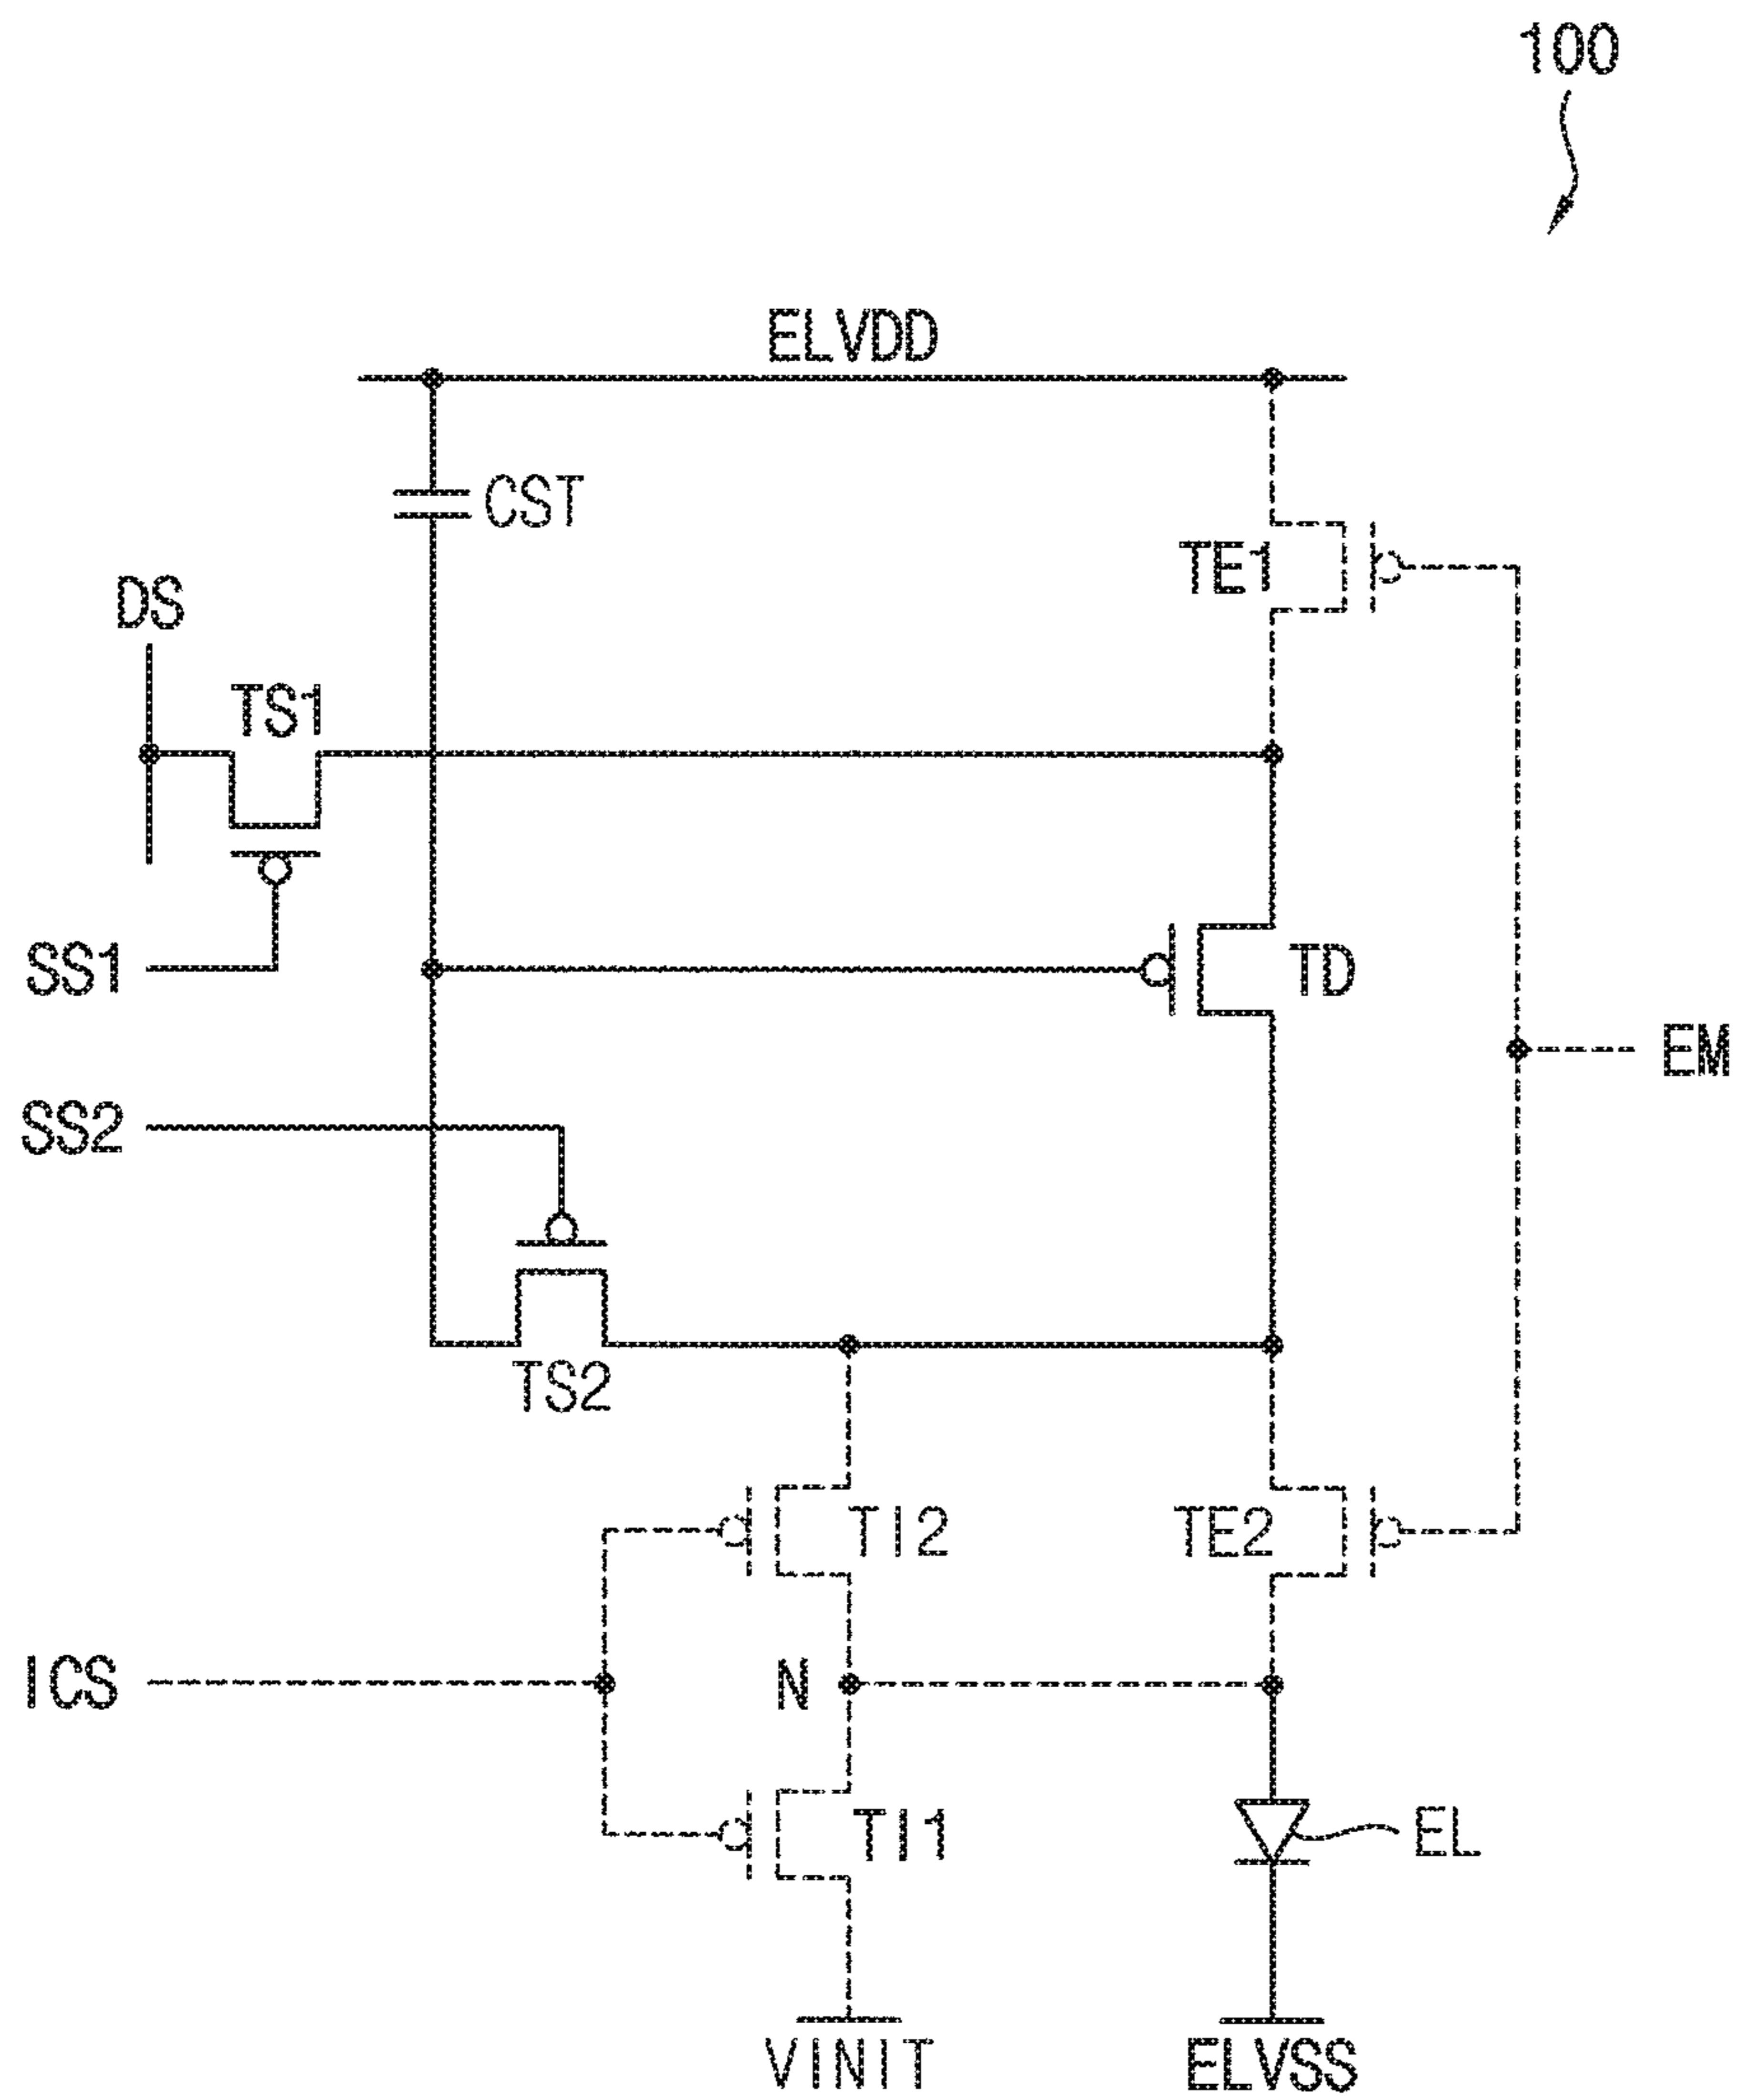 100
ELVDD
CST
TE1
DS
TS1
SS1
TD
EM
SS2
TS2
TI2
TE2
ICS
N
TI1
EL
VINIT
ELVSS